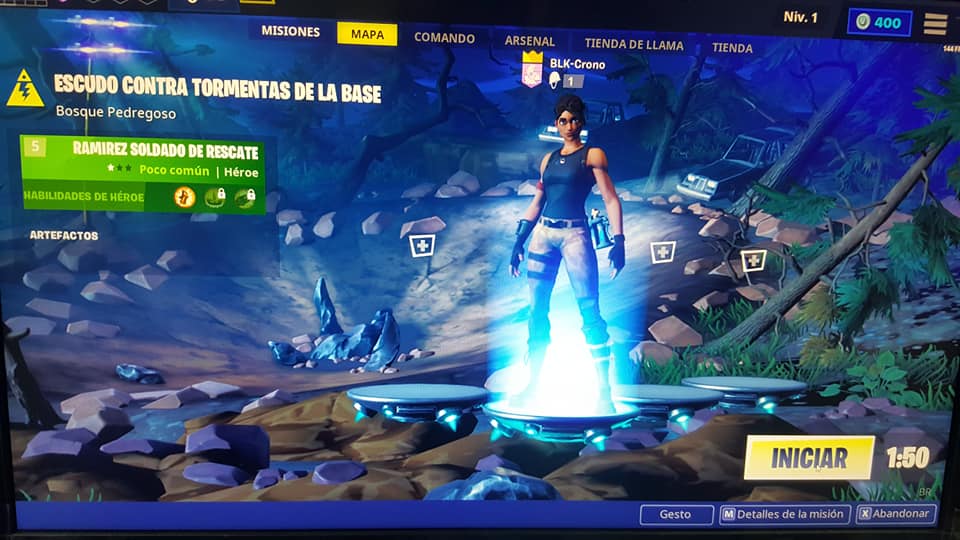 MISIONES
MAPA
COMANDO
ARSENAL
TIENDA DE LLAMA
TIENDA
Niv. 1
400
144 F
ESCUDO CONTRA TORMENTAS DE LA BASE
Bosque Pedregoso
BLK-Crono
1
5
RAMIREZ SOLDADO DE RESCATE
Poco común | Héroe
HABILIDADES DE HÉROE
ARTEFACTOS
INICIAR
1:50
BR
Gesto
M Detalles de la misión
X Abandonar